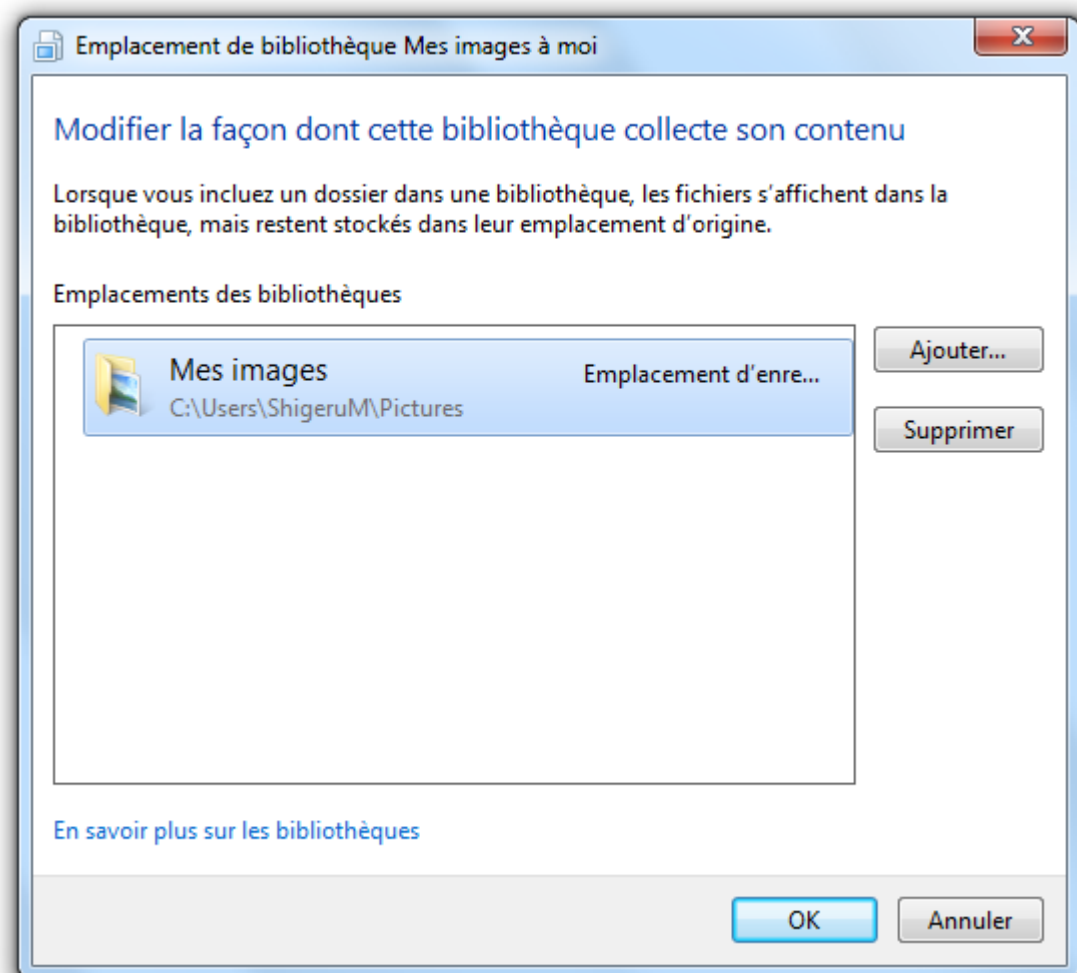 Emplacement de bibliothèque Mes images à moi
Modifier la façon dont cette bibliothèque collecte son contenu
Lorsque vous incluez un dossier dans une bibliothèque, les fichiers s’affichent dans la
bibliothèque, mais restent stockés dans leur emplacement d’origine.
Emplacements des bibliothèques
Mes images Emplacement d’enre...
C:\Users\ShigeruM\Pictures
Ajouter...
Supprimer
En savoir plus sur les bibliothèques
OK Annuler